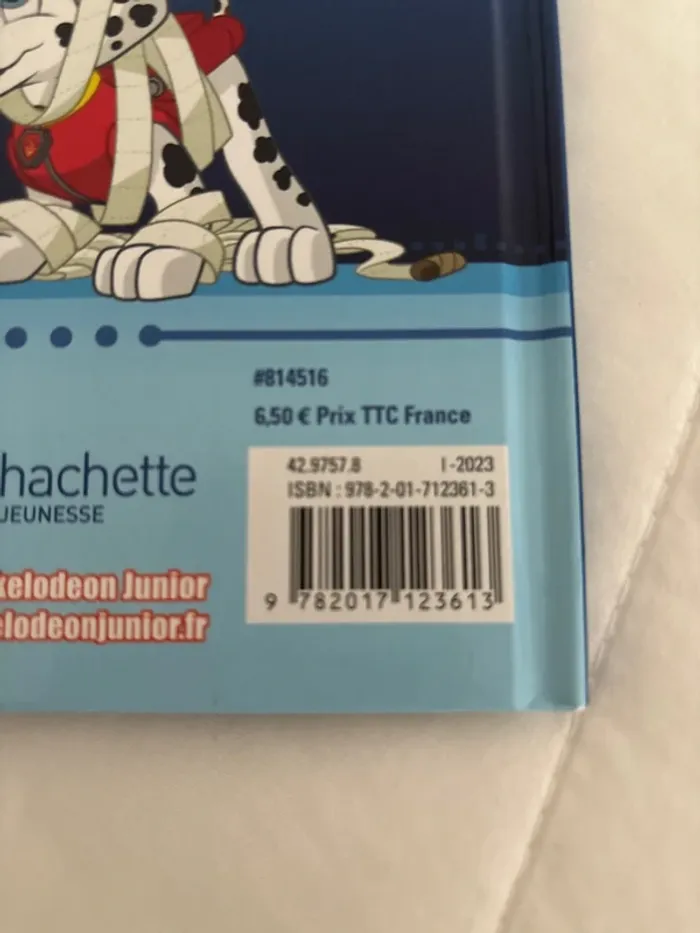 #814516
6,50 € Prix TTC France
42.9757.8 I-2023
ISBN : 978-2-01-712361-3
9 782017 123613
hachette
JEUNESSE
kelodeon Junior
elodeonjunior.fr